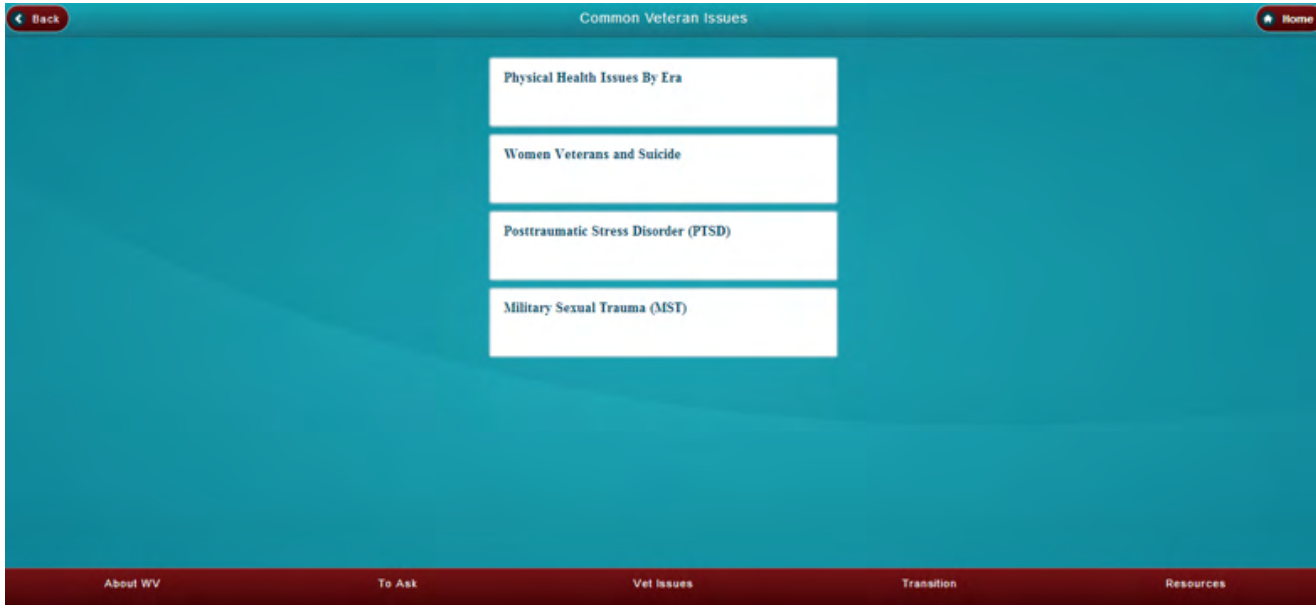 Back
Common Veteran Issues
Home
Physical Health Issues By Era
Women Veterans and Suicide
Posttraumatic Stress Disorder (PTSD)
Military Sexual Trauma (MST)
About WV
To Ask
Vet Issues
Transition
Resources